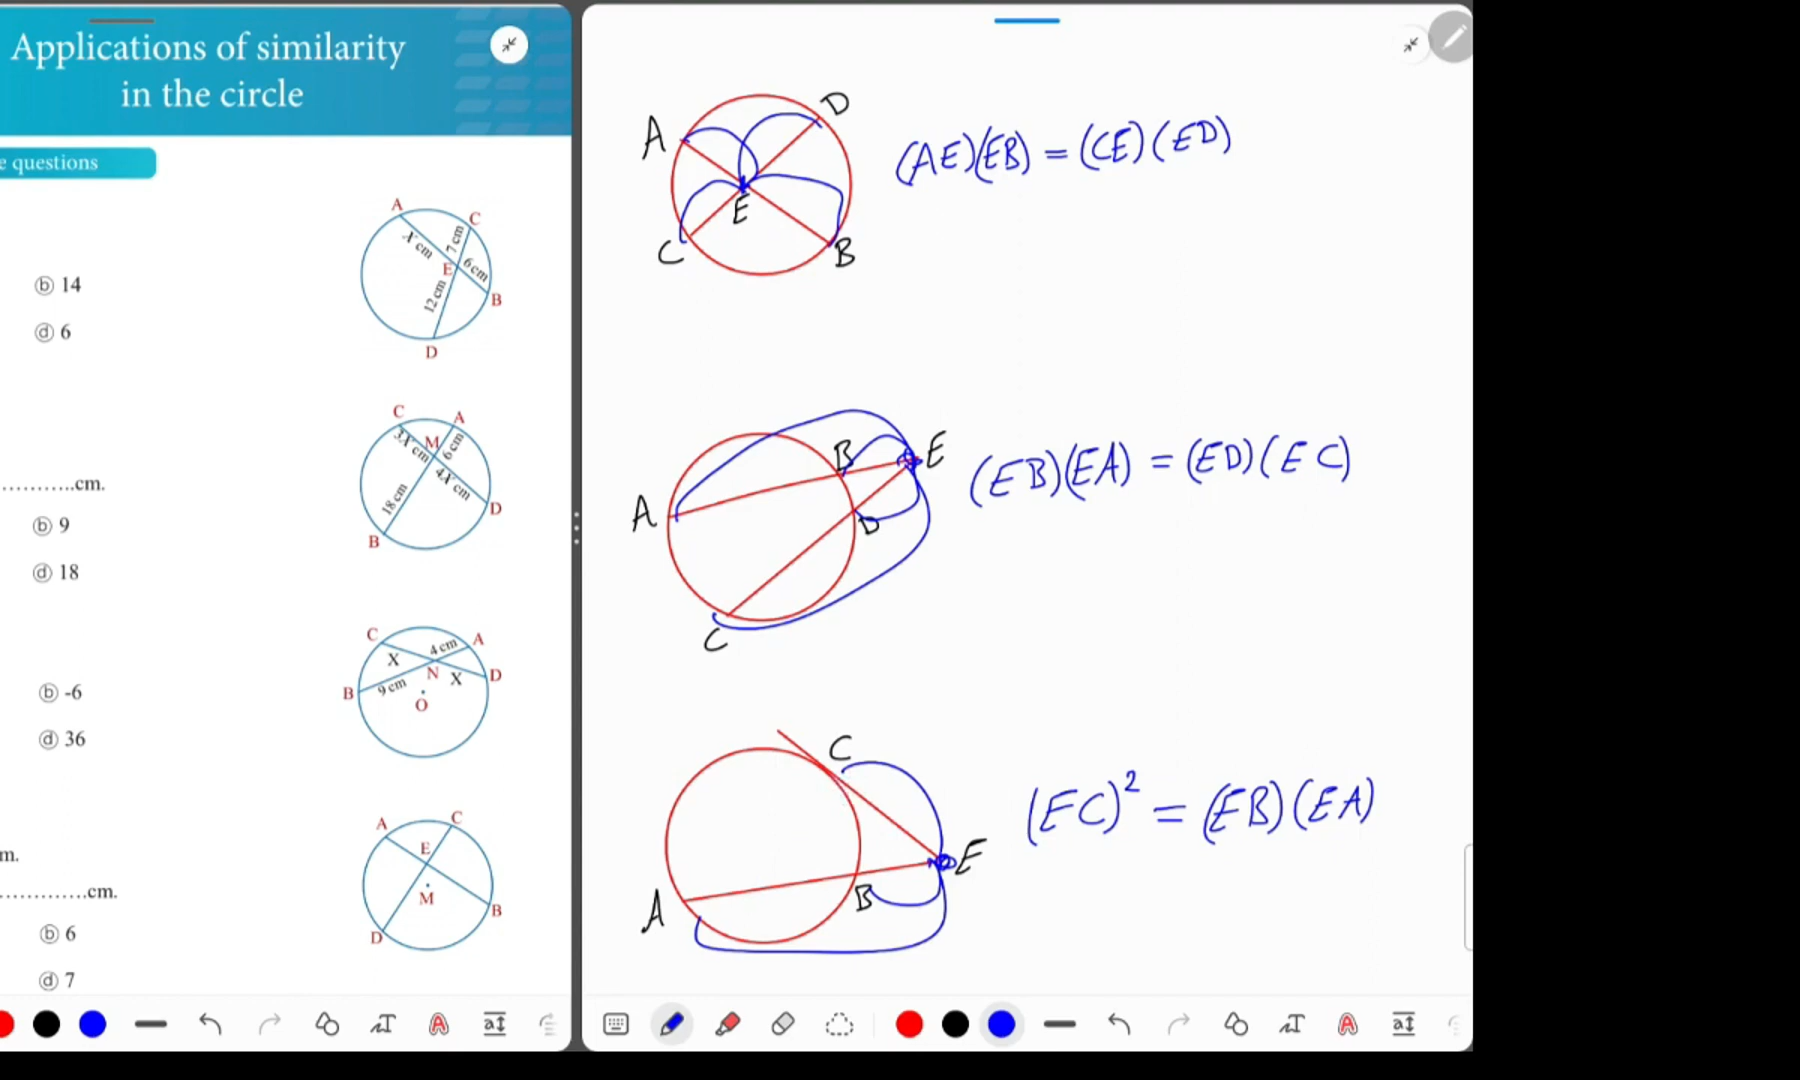 Applications of similarity
in the circle
e questions
A
C
X cm
7 cm
E
6 cm
12 cm
B
D
ⓑ 14
ⓓ 6
C
A
3X cm
M
6 cm
4X cm
18 cm
D
B
............cm.
ⓑ 9
ⓓ 18
C
4 cm
A
X
N
X
D
B
9 cm
O
ⓑ -6
ⓓ 36
A
C
E
M
B
D
m.
.............cm.
ⓑ 6
ⓓ 7
A
D
E
C
B
(AE)(EB) = (CE)(ED)
B
E
A
D
C
(EB)(EA) = (ED)(EC)
C
E
B
A
(EC)² = (EB)(EA)